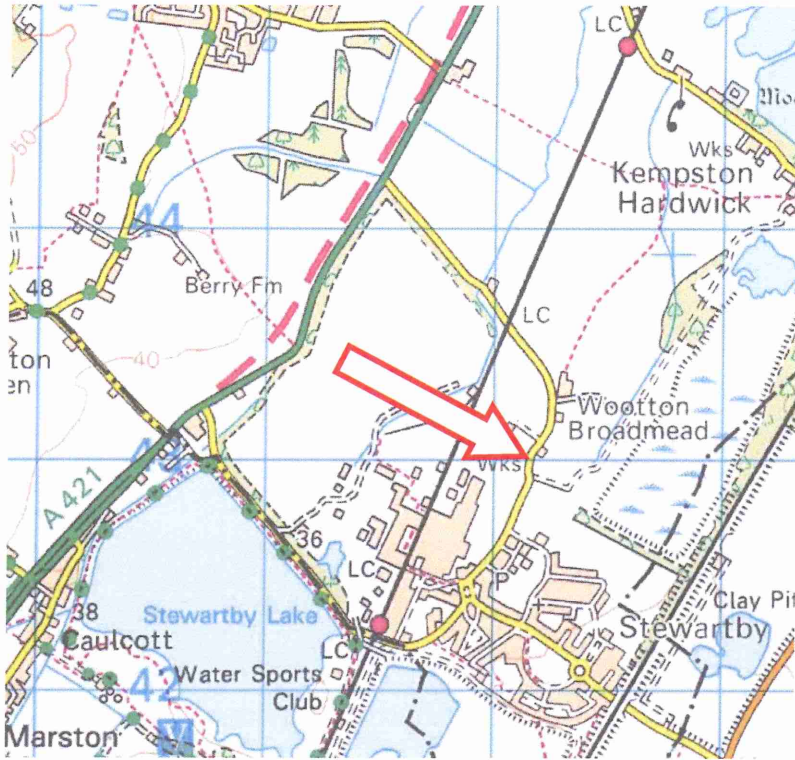 LC
50
Wks
Kempston
Hardwick
44
Berry Fm
48
LC
40
ton
en
Wootton
Broadmead
43
Wks
A 421
36
LC
P
Clay Pit
38
Stewartby Lake
Stewartby
Caulcott
LC
Water Sports
Club
42
Marston
V